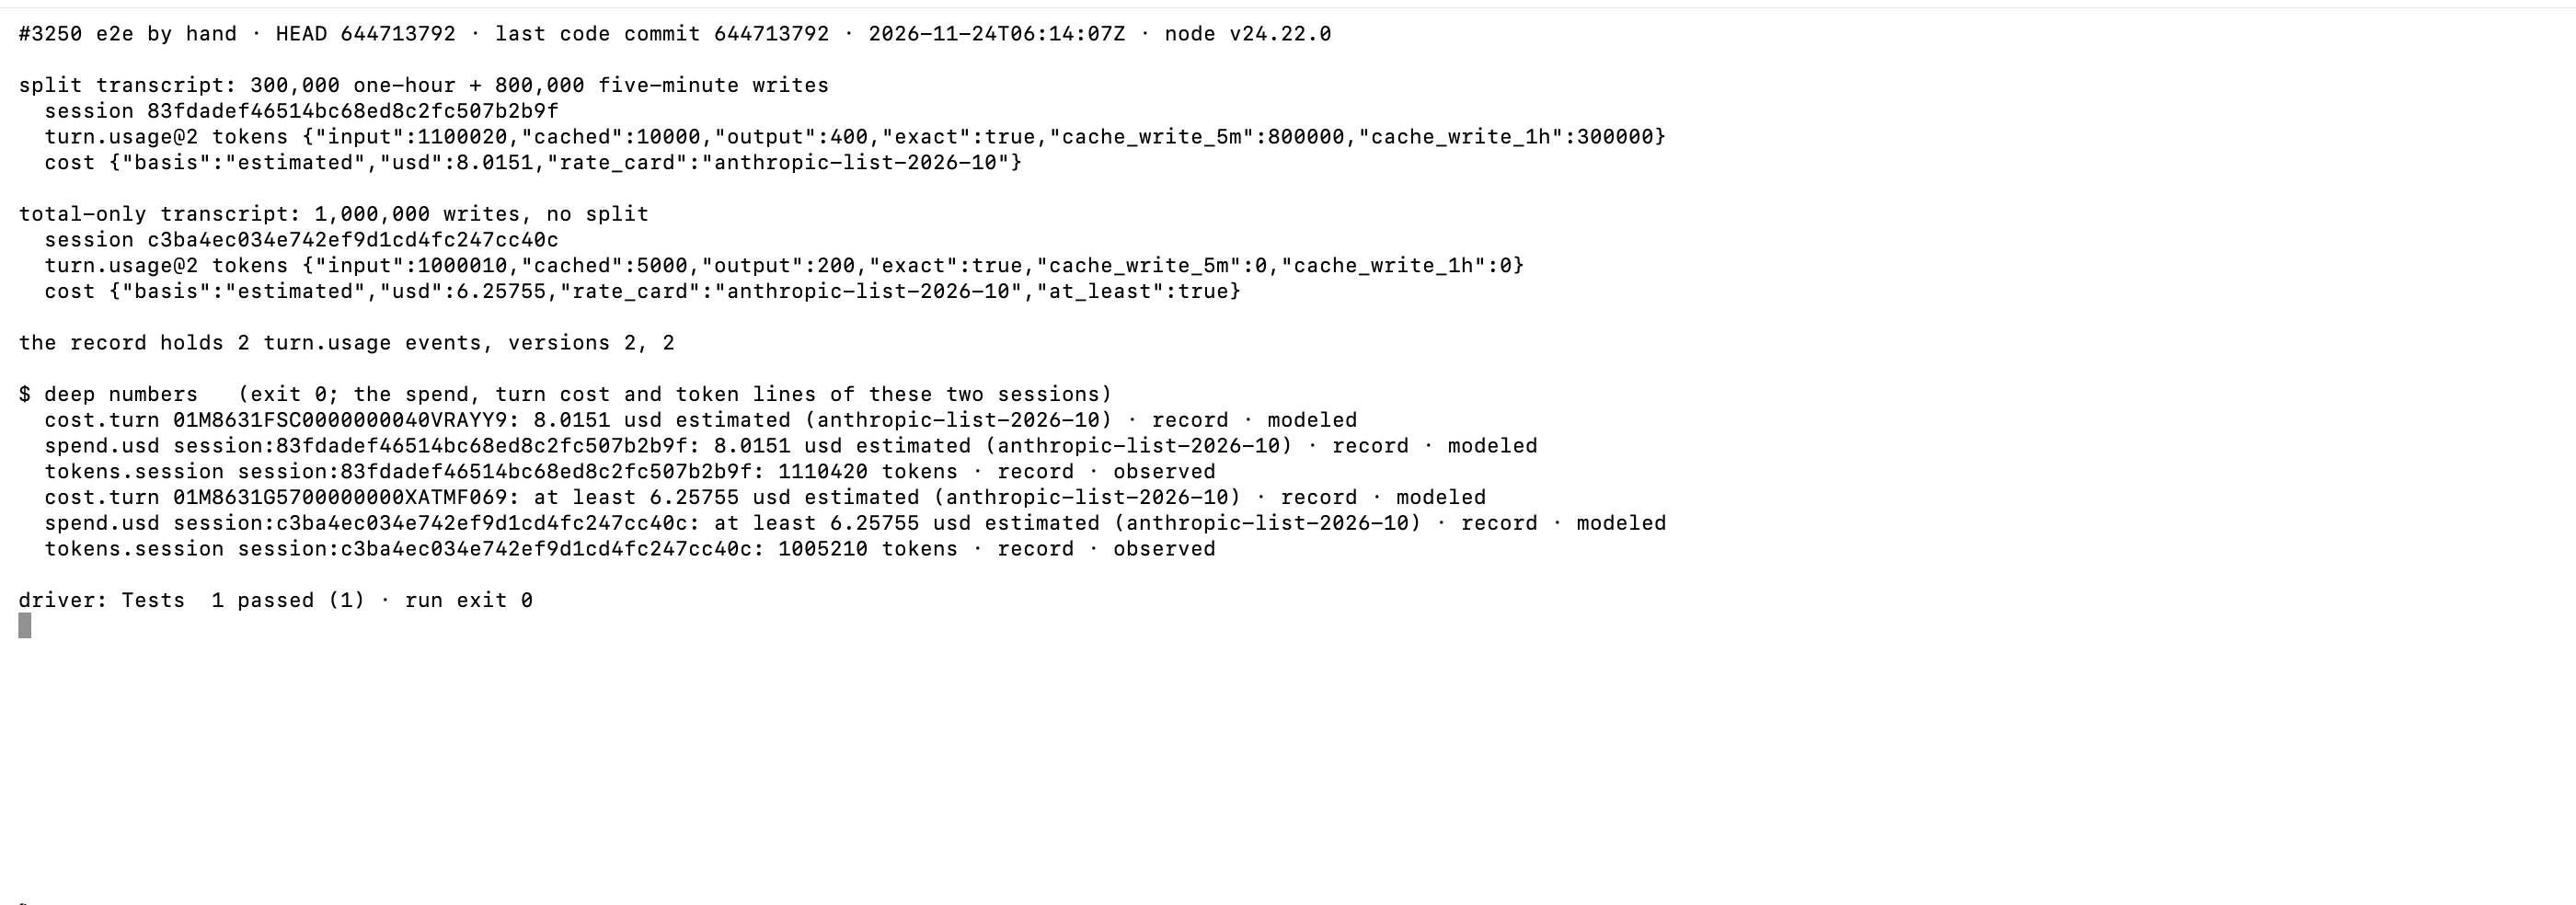 #3250 e2e by hand · HEAD 644713792 · last code commit 644713792 · 2026-11-24T06:14:07Z · node v24.22.0
split transcript: 300,000 one-hour + 800,000 five-minute writes
session 83fdadef46514bc68ed8c2fc507b2b9f
turn.usage@2 tokens {"input":1100020,"cached":10000,"output":400,"exact":true,"cache_write_5m":800000,"cache_write_1h":300000}
cost {"basis":"estimated","usd":8.0151,"rate_card":"anthropic-list-2026-10"}
total-only transcript: 1,000,000 writes, no split
session c3ba4ec034e742ef9d1cd4fc247cc40c
turn.usage@2 tokens {"input":1000010,"cached":5000,"output":200,"exact":true,"cache_write_5m":0,"cache_write_1h":0}
cost {"basis":"estimated","usd":6.25755,"rate_card":"anthropic-list-2026-10","at_least":true}
the record holds 2 turn.usage events, versions 2, 2
$ deep numbers   (exit 0; the spend, turn cost and token lines of these two sessions)
cost.turn 01M8631FSC0000000040VRAYY9: 8.0151 usd estimated (anthropic-list-2026-10) · record · modeled
spend.usd session:83fdadef46514bc68ed8c2fc507b2b9f: 8.0151 usd estimated (anthropic-list-2026-10) · record · modeled
tokens.session session:83fdadef46514bc68ed8c2fc507b2b9f: 1110420 tokens · record · observed
cost.turn 01M8631G5700000000XATMF069: at least 6.25755 usd estimated (anthropic-list-2026-10) · record · modeled
spend.usd session:c3ba4ec034e742ef9d1cd4fc247cc40c: at least 6.25755 usd estimated (anthropic-list-2026-10) · record · modeled
tokens.session session:c3ba4ec034e742ef9d1cd4fc247cc40c: 1005210 tokens · record · observed
driver: Tests  1 passed (1) · run exit 0